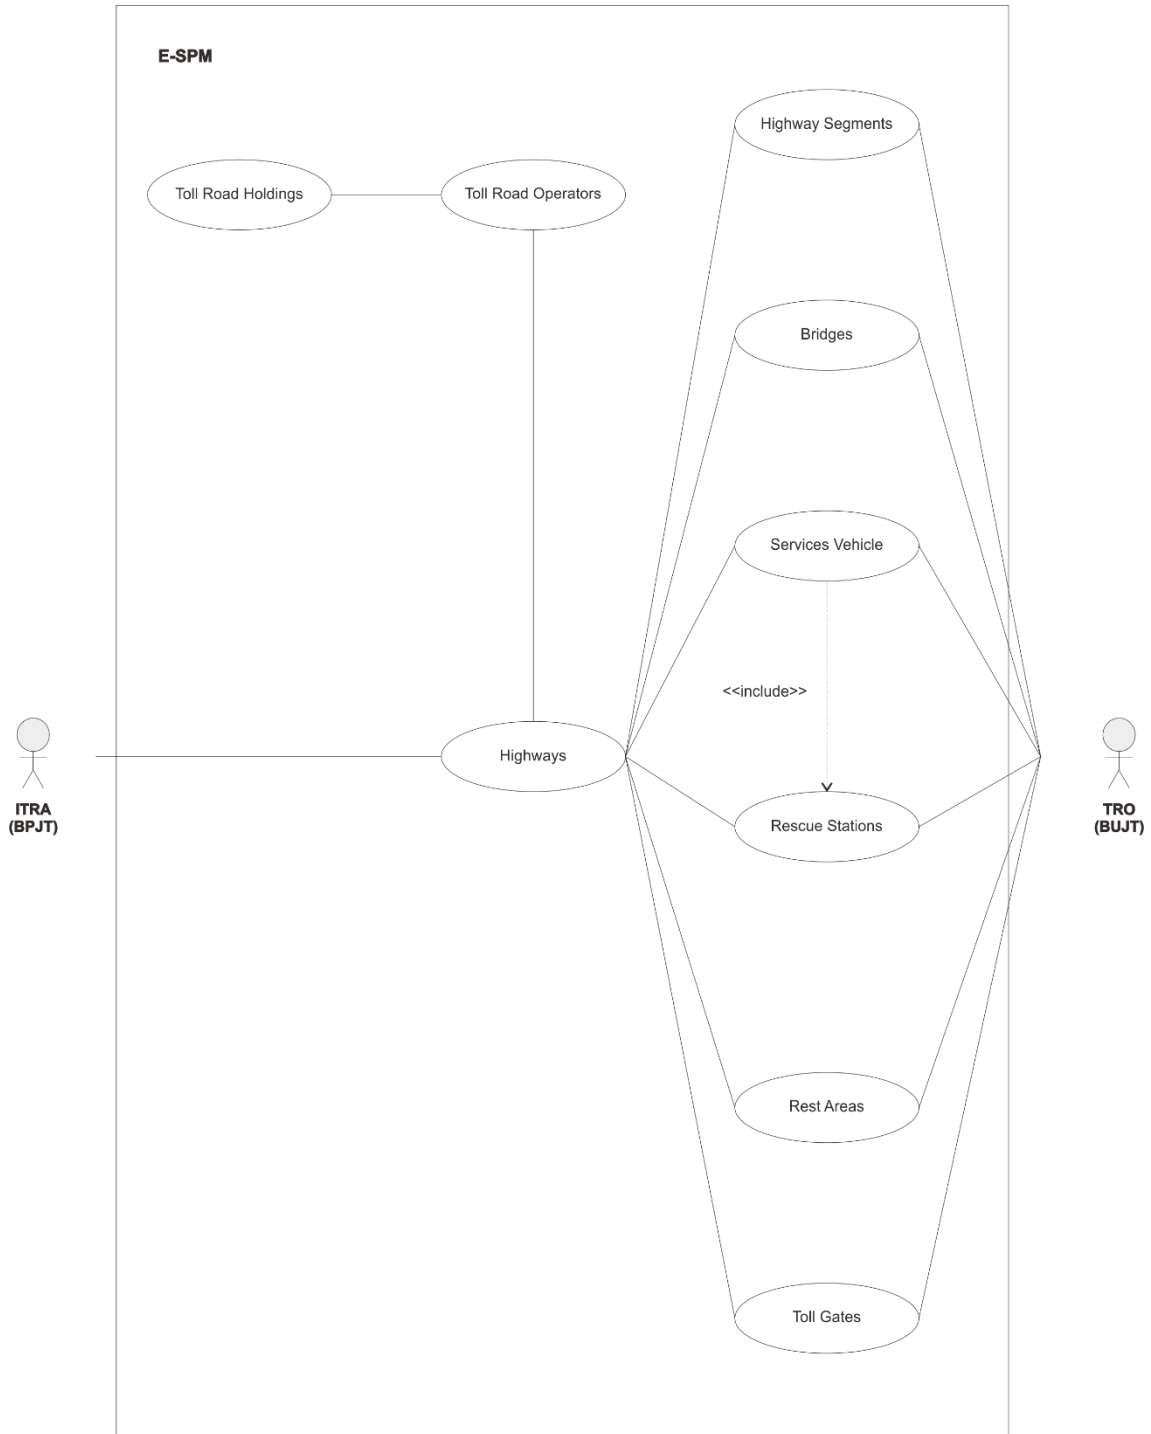 E-SPM
Highway Segments
Toll Road Holdings
Toll Road Operators
Bridges
Services Vehicle
<<include>>
Highways
ITRA
(BPJT)
TRO
(BUJT)
Rescue Stations
Rest Areas
Toll Gates